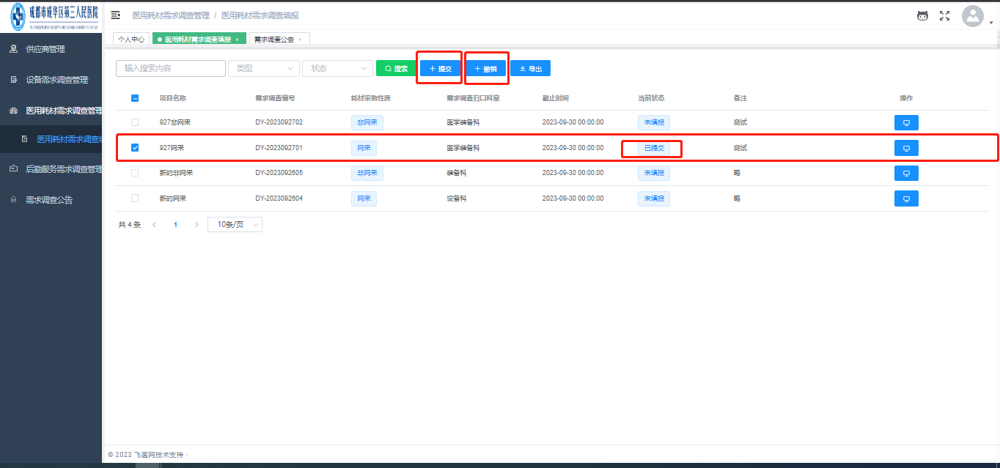 成都市成华区第三人民医院
医用耗材需求调查管理 / 医用耗材需求调查填报
个人中心 医用耗材需求调查填报 × 需求调查公告 ×
供应商管理
设备需求调查管理
医用耗材需求调查管理
医用耗材需求调查填
后勤服务需求调查管理
需求调查公告
输入搜索内容 类型 状态 搜索 + 提交 + 撤销 导出
项目名称 需求调查编号 耗材采购性质 需求调查归口科室 截止时间 当前状态 备注 操作
927非网采 DY-2023092702 非网采 医学装备科 2023-09-30 00:00:00 未填报 测试
927网采 DY-2023092701 网采 医学装备科 2023-09-30 00:00:00 已提交 测试
新的非网采 DY-2023092605 非网采 装备科 2023-09-30 00:00:00 未填报 略
新的网采 DY-2023092604 网采 设备科 2023-09-30 00:00:00 未填报 略
共 4 条 < 1 > 10条/页
© 2023 飞医网技术支持 ·